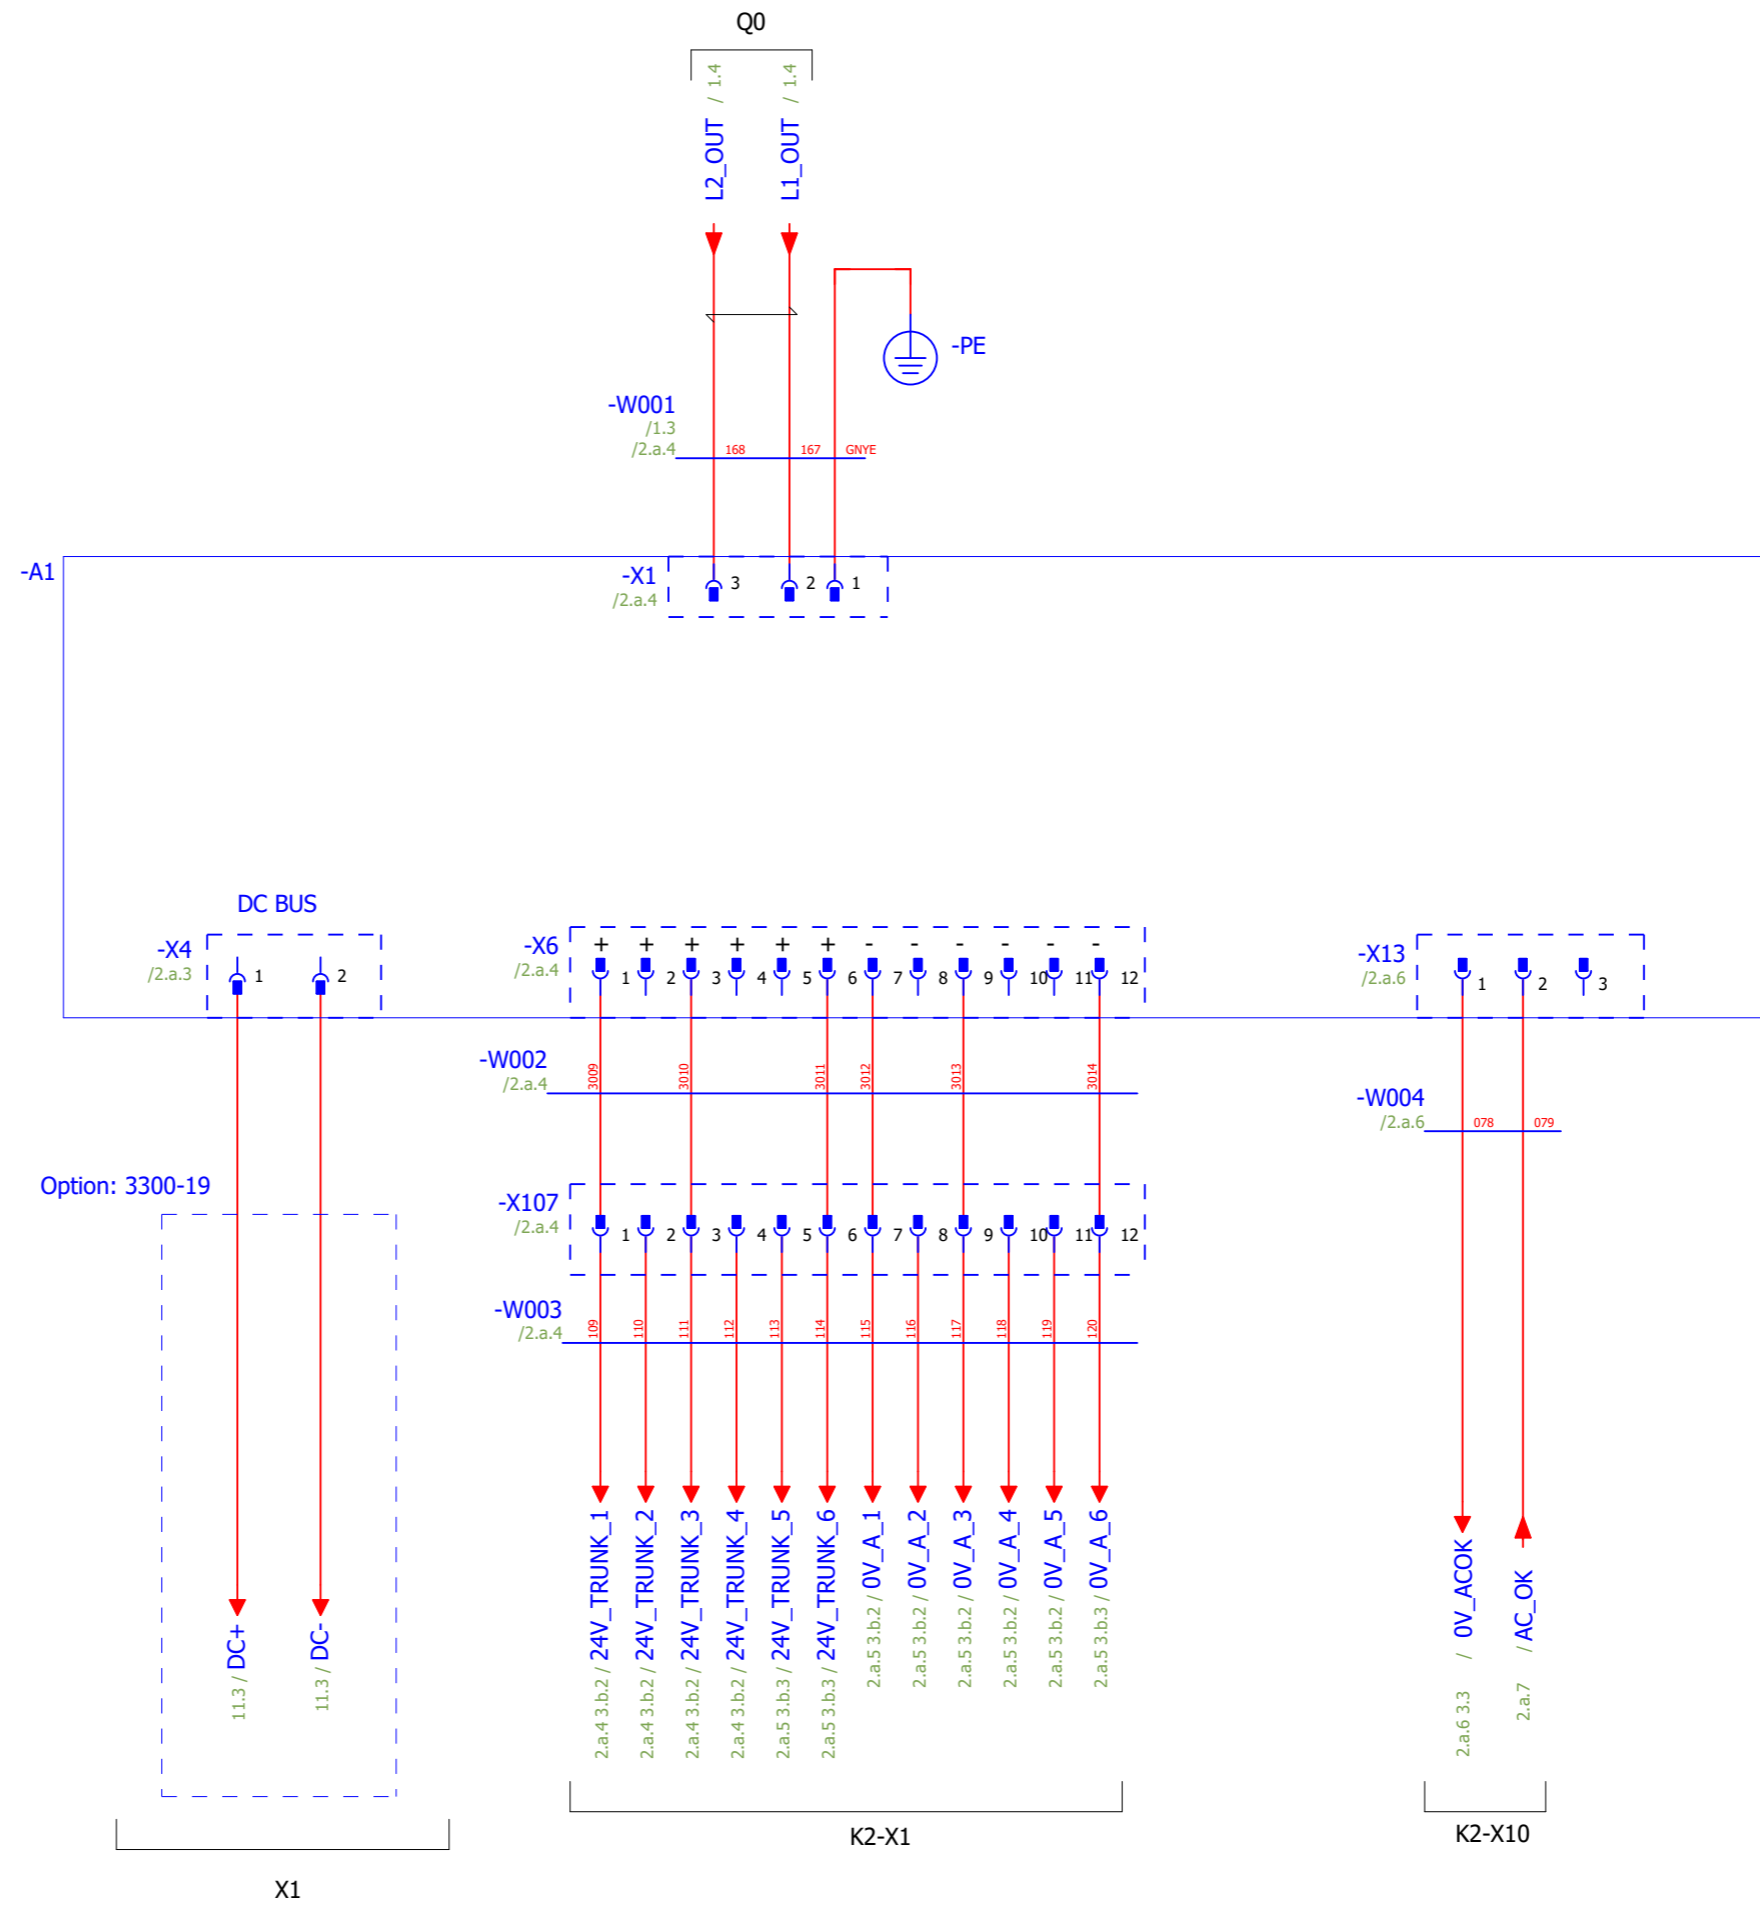 Q0
L2_OUT / 1.4
L1_OUT / 1.4
-PE
-W001
/1.3
/2.a.4
168 167 GNYE
-A1
-X1
/2.a.4
3 2 1
DC BUS
-X4
/2.a.3
1 2
-X6
/2.a.4
+ + + + + + - - - - - -
1 2 3 4 5 6 7 8 9 10 11 12
-X13
/2.a.6
1 2 3
-W002
/2.a.4
3009 3010 3011 3012 3013 3014
-W004
/2.a.6
078 079
Option: 3300-19
-X107
/2.a.4
1 2 3 4 5 6 7 8 9 10 11 12
-W003
/2.a.4
109 110 111 112 113 114 115 116 117 118 119 120
11.3 / DC+
11.3 / DC-
2.a.4 3.b.2 / 24V_TRUNK_1
2.a.4 3.b.2 / 24V_TRUNK_2
2.a.4 3.b.2 / 24V_TRUNK_3
2.a.4 3.b.2 / 24V_TRUNK_4
2.a.5 3.b.3 / 24V_TRUNK_5
2.a.5 3.b.3 / 24V_TRUNK_6
2.a.5 3.b.2 / 0V_A_1
2.a.5 3.b.2 / 0V_A_2
2.a.5 3.b.2 / 0V_A_3
2.a.5 3.b.2 / 0V_A_4
2.a.5 3.b.2 / 0V_A_5
2.a.5 3.b.3 / 0V_A_6
2.a.6 3.3 / 0V_ACOK
2.a.7 / AC_OK
X1
K2-X1
K2-X10